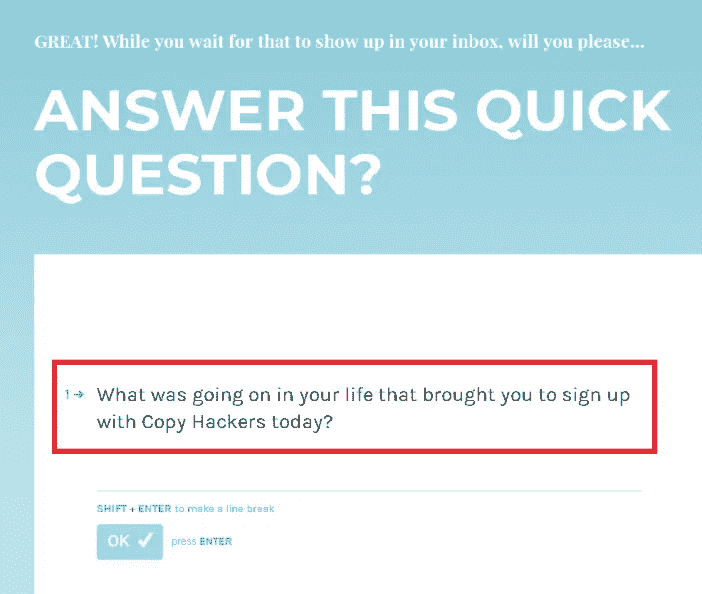 GREAT! While you wait for that to show up in your inbox, will you please...
ANSWER THIS QUICK
QUESTION?
1 → What was going on in your life that brought you to sign up
with Copy Hackers today?
SHIFT + ENTER to make a line break
OK ✓ press ENTER